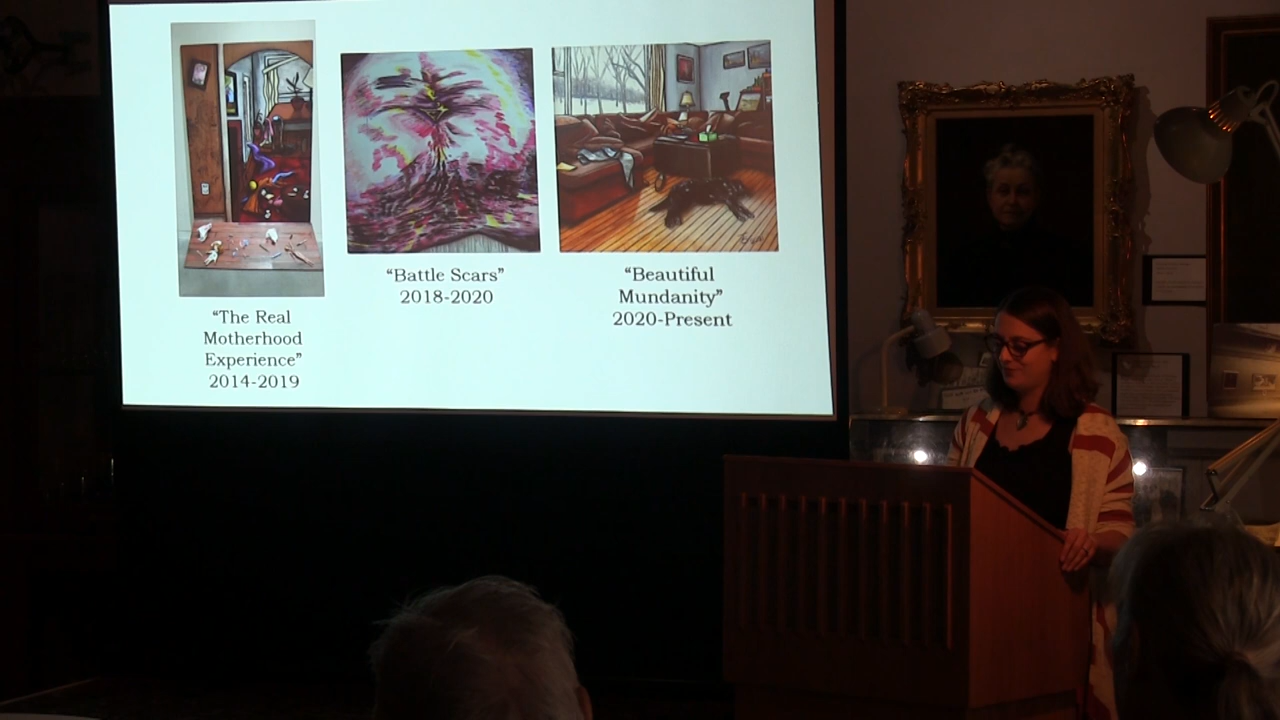 “The Real
Motherhood
Experience”
2014-2019
“Battle Scars”
2018-2020
“Beautiful
Mundanity”
2020-Present